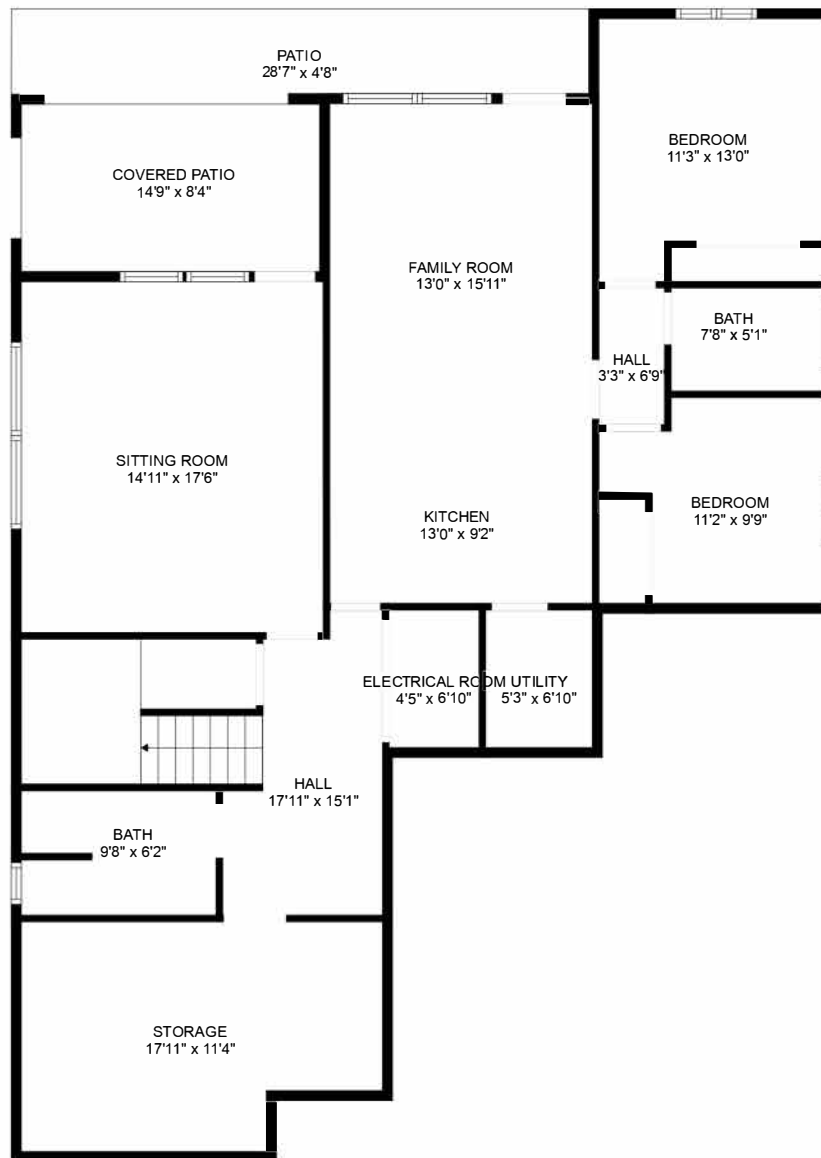 PATIO
28'7" x 4'8"
BEDROOM
11'3" x 13'0"
COVERED PATIO
14'9" x 8'4"
FAMILY ROOM
13'0" x 15'11"
BATH
7'8" x 5'1"
HALL
3'3" x 6'9"
SITTING ROOM
14'11" x 17'6"
BEDROOM
11'2" x 9'9"
KITCHEN
13'0" x 9'2"
ELECTRICAL ROOM
4'5" x 6'10"
UTILITY
5'3" x 6'10"
HALL
17'11" x 15'1"
BATH
9'8" x 6'2"
STORAGE
17'11" x 11'4"